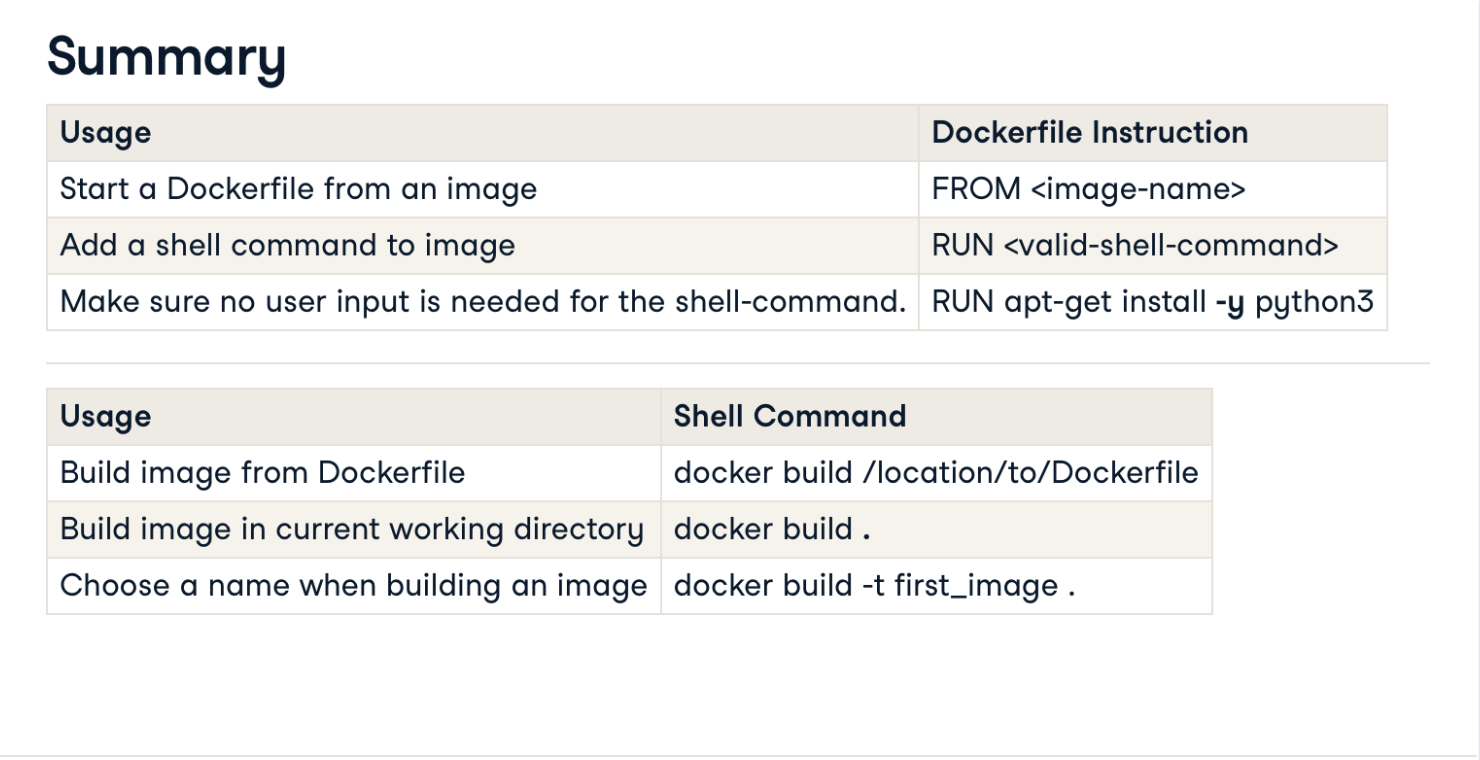 Summary
Usage Dockerfile Instruction
Start a Dockerfile from an image FROM <image-name>
Add a shell command to image RUN <valid-shell-command>
Make sure no user input is needed for the shell-command. RUN apt-get install -y python3
Usage Shell Command
Build image from Dockerfile docker build /location/to/Dockerfile
Build image in current working directory docker build .
Choose a name when building an image docker build -t first_image .